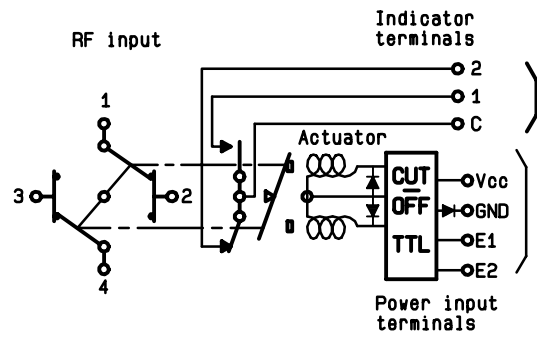 Indicator
terminals
RF input
2
1
1
C
Actuator
3
2
CUT
OFF
TTL
Vcc
GND
E1
E2
4
Power input
terminals